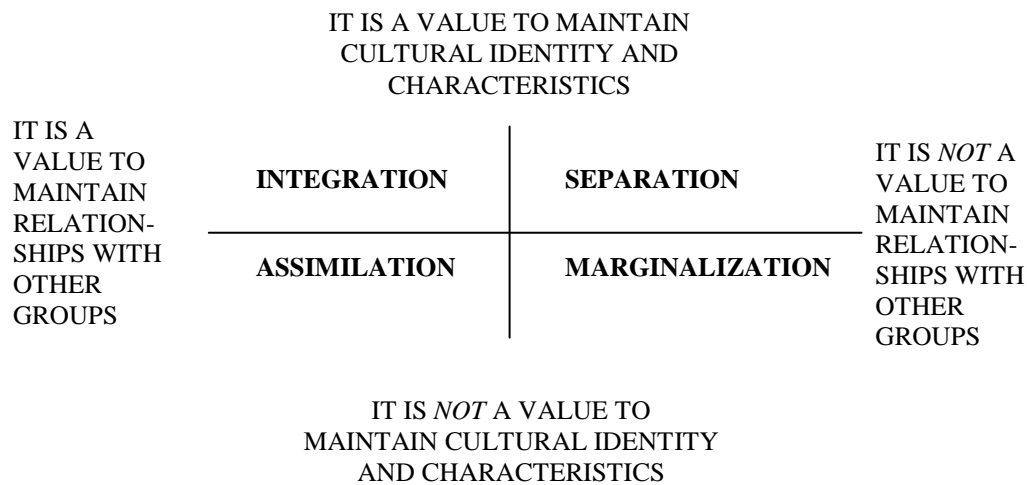 IT IS A VALUE TO MAINTAIN
CULTURAL IDENTITY AND
CHARACTERISTICS
IT IS A
VALUE TO
MAINTAIN
RELATION-
SHIPS WITH
OTHER
GROUPS
INTEGRATION
SEPARATION
ASSIMILATION
MARGINALIZATION
IT IS NOT A
VALUE TO
MAINTAIN
RELATION-
SHIPS WITH
OTHER
GROUPS
IT IS NOT A VALUE TO
MAINTAIN CULTURAL IDENTITY
AND CHARACTERISTICS